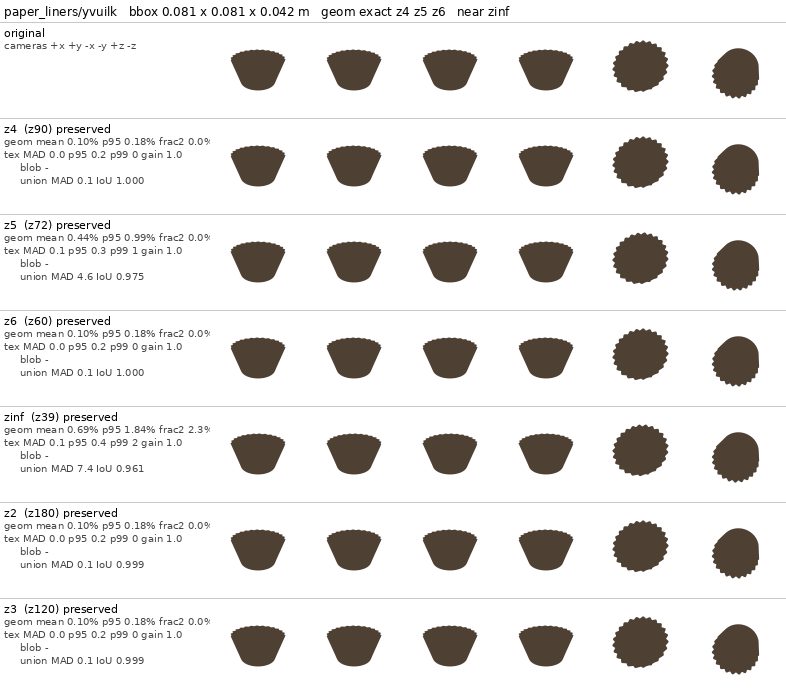 paper_liners/yvuilk   bbox 0.081 x 0.081 x 0.042 m   geom exact z4 z5 z6   near zinf
original
cameras +x +y -x -y +z -z
z4  (z90) preserved
geom mean 0.10% p95 0.18% frac2 0.0%
tex MAD 0.0 p95 0.2 p99 0 gain 1.0
blob -
union MAD 0.1 IoU 1.000
z5  (z72) preserved
geom mean 0.44% p95 0.99% frac2 0.0%
tex MAD 0.1 p95 0.3 p99 1 gain 1.0
blob -
union MAD 4.6 IoU 0.975
z6  (z60) preserved
geom mean 0.10% p95 0.18% frac2 0.0%
tex MAD 0.0 p95 0.2 p99 0 gain 1.0
blob -
union MAD 0.1 IoU 1.000
zinf  (z39) preserved
geom mean 0.69% p95 1.84% frac2 2.3%
tex MAD 0.1 p95 0.4 p99 2 gain 1.0
blob -
union MAD 7.4 IoU 0.961
z2  (z180) preserved
geom mean 0.10% p95 0.18% frac2 0.0%
tex MAD 0.0 p95 0.2 p99 0 gain 1.0
blob -
union MAD 0.1 IoU 0.999
z3  (z120) preserved
geom mean 0.10% p95 0.18% frac2 0.0%
tex MAD 0.0 p95 0.2 p99 0 gain 1.0
blob -
union MAD 0.1 IoU 0.999